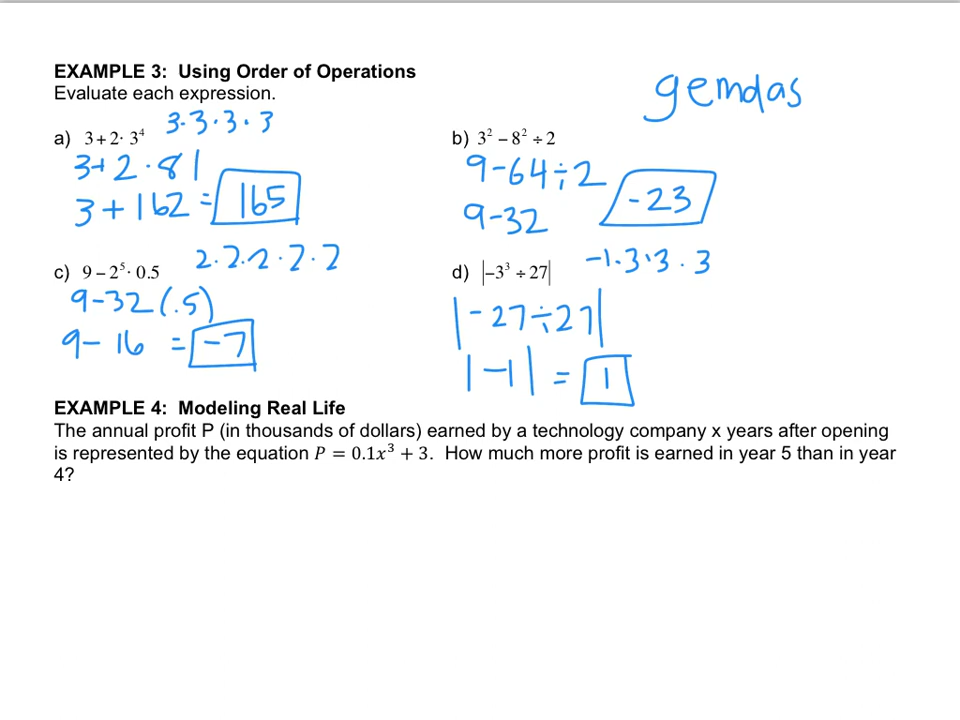 EXAMPLE 3: Using Order of Operations
Evaluate each expression.
gemdas
a) 3+2· 3⁴
3·3·3·3
3+2·81
3+162 = 165
b) 3² – 8² ÷ 2
9-64÷2
9-32
-23
c) 9 – 2⁵· 0.5
2·2·2·2·2
9-32(.5)
9-16 = -7
d) |–3³ ÷ 27|
-1·3·3·3
|-27÷27|
|-1| = 1
EXAMPLE 4: Modeling Real Life
The annual profit P (in thousands of dollars) earned by a technology company x years after opening
is represented by the equation P = 0.1x³ + 3. How much more profit is earned in year 5 than in year
4?